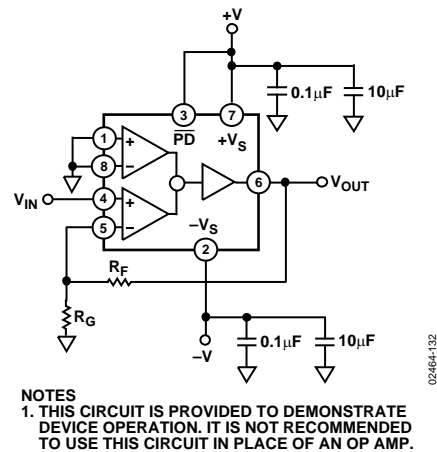 +V
0.1μF
10μF
3
7
PD
+VS
1
+
8
–
6
VOUT
VIN
4
+
5
–
–VS
2
RF
RG
0.1μF
10μF
–V
02464-132
NOTES
1. THIS CIRCUIT IS PROVIDED TO DEMONSTRATE
DEVICE OPERATION. IT IS NOT RECOMMENDED
TO USE THIS CIRCUIT IN PLACE OF AN OP AMP.